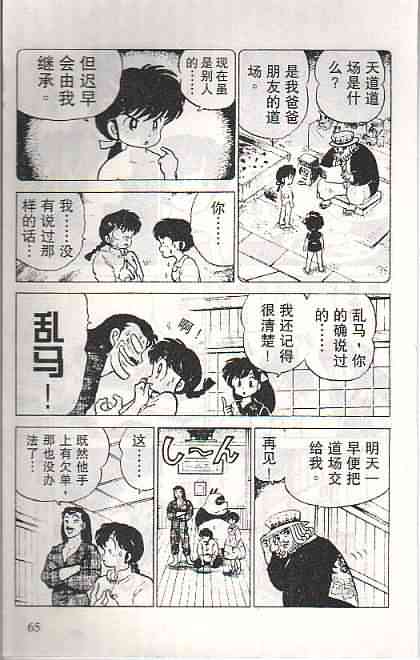 天道道
场是什
么？
是我爸爸
朋友的道
场。
现在虽
是别人
的……
但迟早
会由我
继承。
你……
我……没
有说过那
样的话…
乱马，你
的确说过
的……
我还记得
很清楚！
啊！
乱马！
明天一
早便把
道场交
给我。
再见！
し〜ん
这……
既然他手
上有欠单，
那也没办
法了…
65